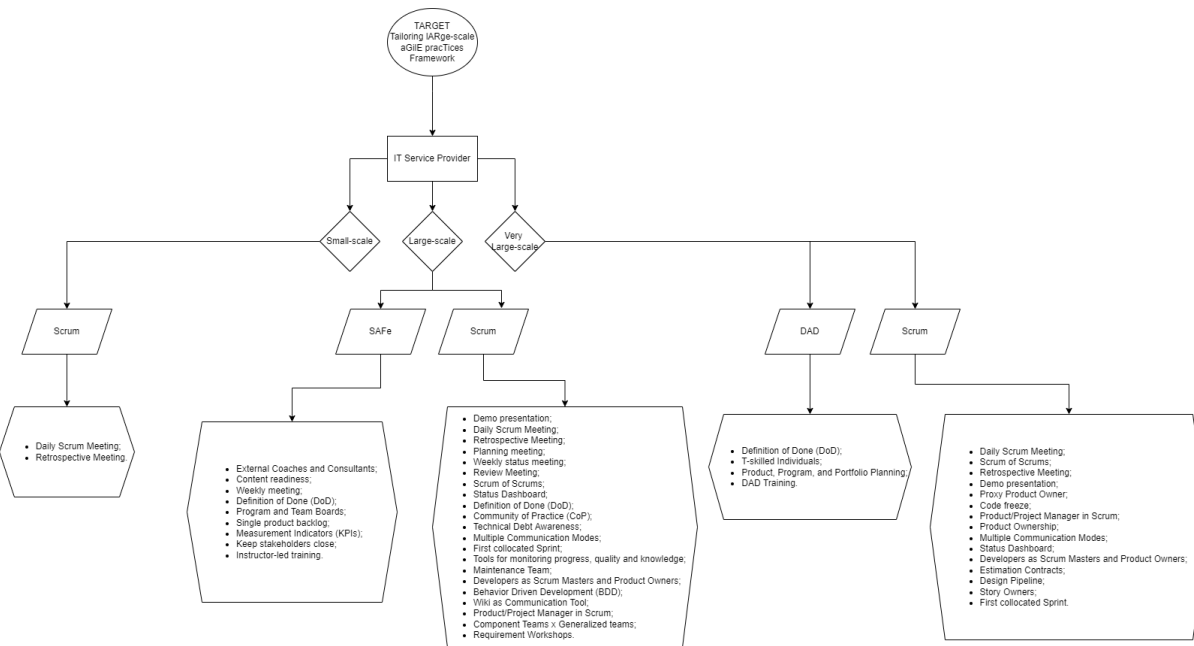 TARGET
Tailoring lARge-scale
aGilE pracTices
Framework
IT Service Provider
Small-scale
Large-scale
Very
Large-scale
Scrum
SAFe
Scrum
DAD
Scrum
Daily Scrum Meeting;
Retrospective Meeting.
External Coaches and Consultants;
Content readiness;
Weekly meeting;
Definition of Done (DoD);
Program and Team Boards;
Single product backlog;
Measurement Indicators (KPIs);
Keep stakeholders close;
Instructor-led training.
Demo presentation;
Daily Scrum Meeting;
Retrospective Meeting;
Planning meeting;
Weekly status meeting;
Review Meeting;
Scrum of Scrums;
Status Dashboard;
Definition of Done (DoD);
Community of Practice (CoP);
Technical Debt Awareness;
Multiple Communication Modes;
First collocated Sprint;
Tools for monitoring progress, quality and knowledge;
Maintenance Team;
Developers as Scrum Masters and Product Owners;
Behavior Driven Development (BDD);
Wiki as Communication Tool;
Product/Project Manager in Scrum;
Component Teams x Generalized teams;
Requirement Workshops.
Definition of Done (DoD);
T-skilled Individuals;
Product, Program, and Portfolio Planning;
DAD Training.
Daily Scrum Meeting;
Scrum of Scrums;
Retrospective Meeting;
Demo presentation;
Proxy Product Owner;
Code freeze;
Product/Project Manager in Scrum;
Product Ownership;
Multiple Communication Modes;
Status Dashboard;
Developers as Scrum Masters and Product Owners;
Estimation Contracts;
Design Pipeline;
Story Owners;
First collocated Sprint.